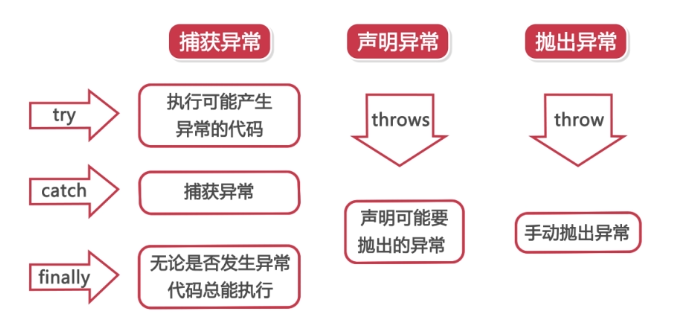 捕获异常
声明异常
抛出异常
try
执行可能产生
异常的代码
throws
throw
catch
捕获异常
声明可能要
抛出的异常
手动抛出异常
finally
无论是否发生异常
代码总能执行